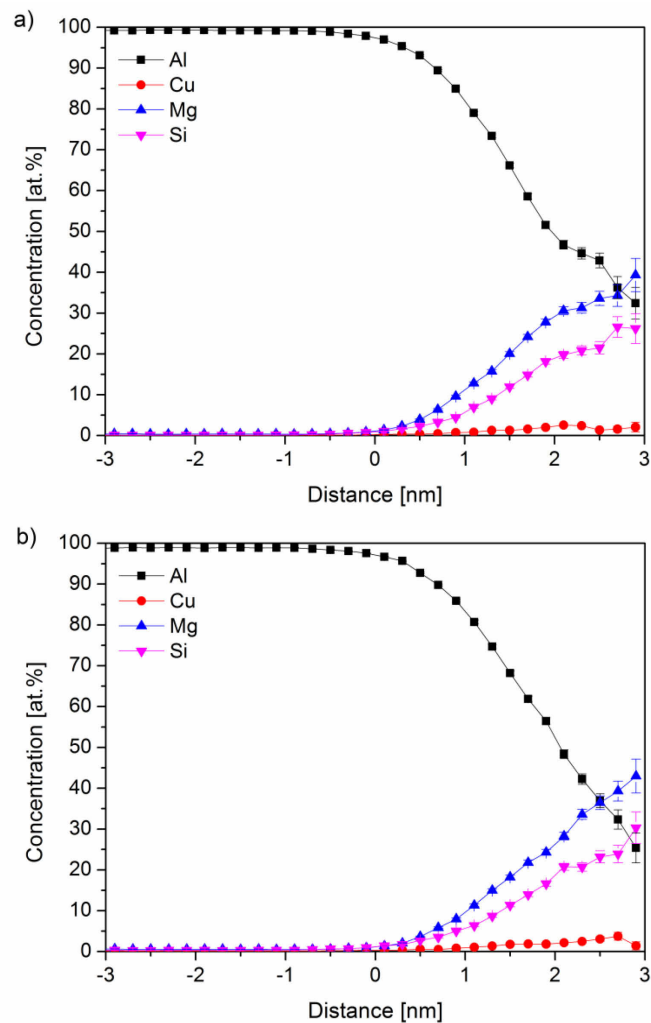 a)
100
90
80
70
60
50
40
30
20
10
0
Concentration [at.%]
Al
Cu
Mg
Si
-3 -2 -1 0 1 2 3
Distance [nm]
b)
100
90
80
70
60
50
40
30
20
10
0
Concentration [at.%]
Al
Cu
Mg
Si
-3 -2 -1 0 1 2 3
Distance [nm]